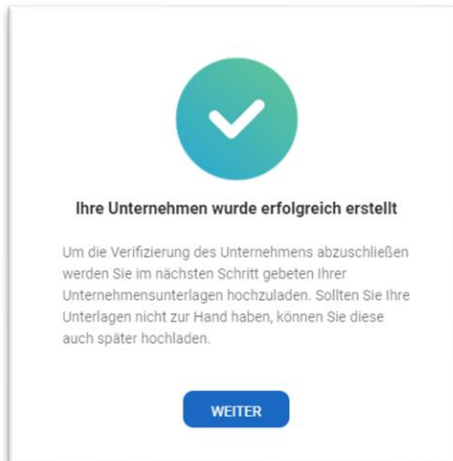 Ihre Unternehmen wurde erfolgreich erstellt
Um die Verifizierung des Unternehmens abzuschließen
werden Sie im nächsten Schritt gebeten Ihrer
Unternehmensunterlagen hochzuladen. Sollten Sie Ihre
Unterlagen nicht zur Hand haben, können Sie diese
auch später hochladen.
WEITER